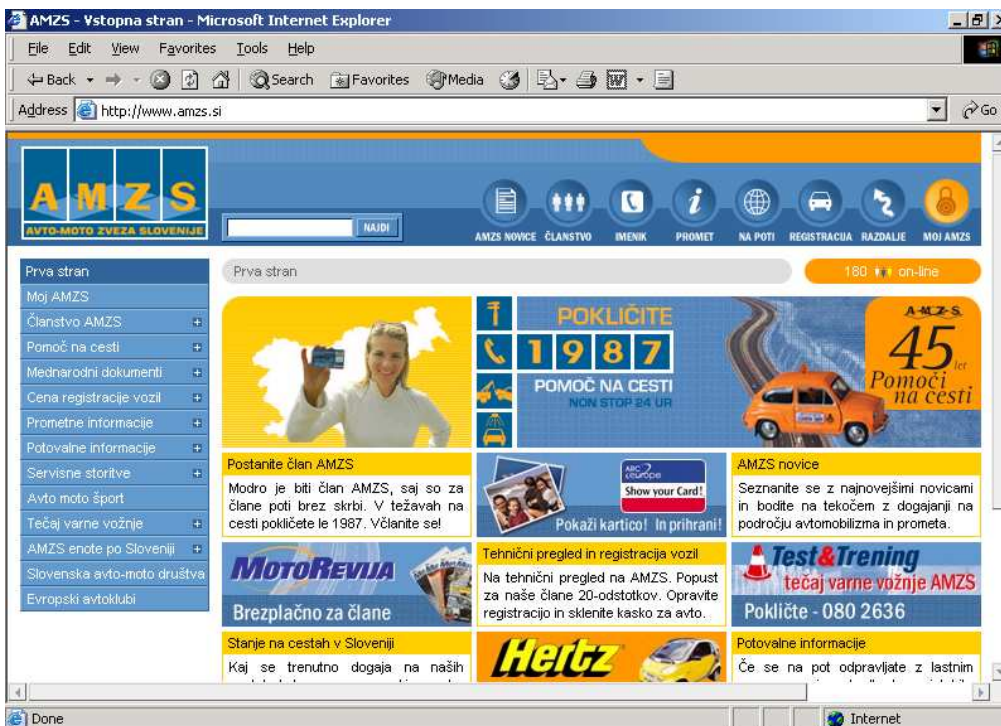 AMZS - Vstopna stran - Microsoft Internet Explorer
File Edit View Favorites Tools Help
Back Search Favorites Media
Address http://www.amzs.si Go
AMZS
AVTO-MOTO ZVEZA SLOVENIJE
NAJDI
AMZS NOVICE ČLANSTVO IMENIK PROMET NA POTI REGISTRACIJA RAZDALJE MOJ AMZS
Prva stran
Moj AMZS
Članstvo AMZS
Pomoč na cesti
Mednarodni dokumenti
Cena registracije vozil
Prometne informacije
Potovalne informacije
Servisne storitve
Avto moto šport
Tečaj varne vožnje
AMZS enote po Sloveniji
Slovenska avto-moto društva
Evropski avtoklubi
Prva stran
180 on-line
POKLIČITE
1987
POMOČ NA CESTI
NON STOP 24 UR
A-M-Z-S
45 let
Pomoči
na cesti
Postanite član AMZS
Modro je biti član AMZS, saj so za
člane poti brez skrbi. V težavah na
cesti pokličete le 1987. Včlanite se!
ARC
europe
Show your Card!
Pokaži kartico! In prihrani!
AMZS novice
Seznanite se z najnovejšimi novicami
in bodite na tekočem z dogajanji na
področju avtomobilizma in prometa.
MOTOREVIJA
Brezplačno za člane
Tehnični pregled in registracija vozil
Na tehnični pregled na AMZS. Popust
za naše člane 20-odstotkov. Opravite
registracijo in sklenite kasko za avto.
Test&Trening
tečaj varne vožnje AMZS
Pokličte - 080 2636
Stanje na cestah v Sloveniji
Kaj se trenutno dogaja na naših
Hertz
Potovalne informacije
Če se na pot odpravljate z lastnim
Done Internet